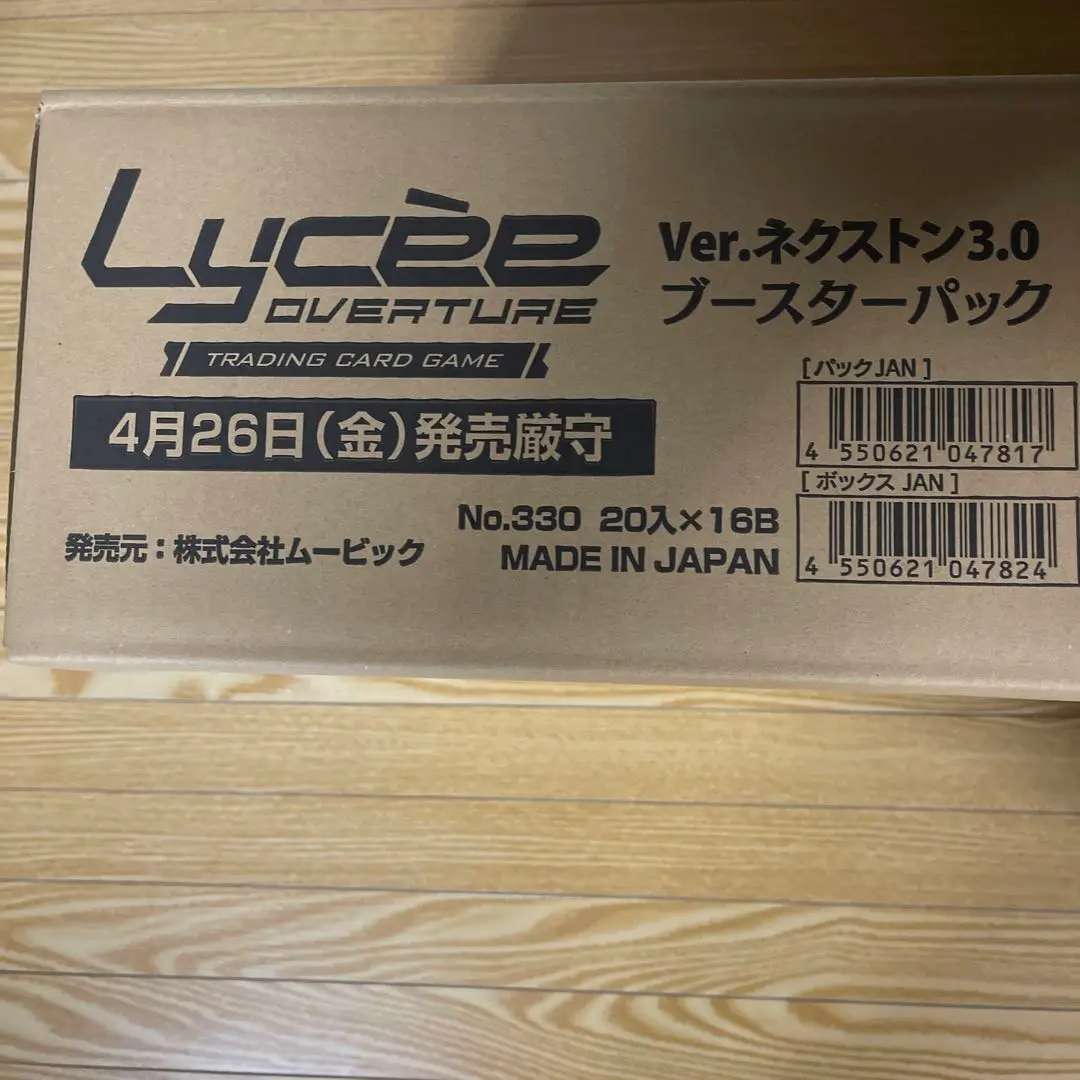 Lycèe
OVERTURE
TRADING CARD GAME
Ver.ネクストン3.0
ブースターパック
4月26日(金)発売厳守
[パックJAN]
4 550621 047817
[ボックス JAN]
4 550621 047824
No.330 20入×16B
発売元:株式会社ムービック
MADE IN JAPAN